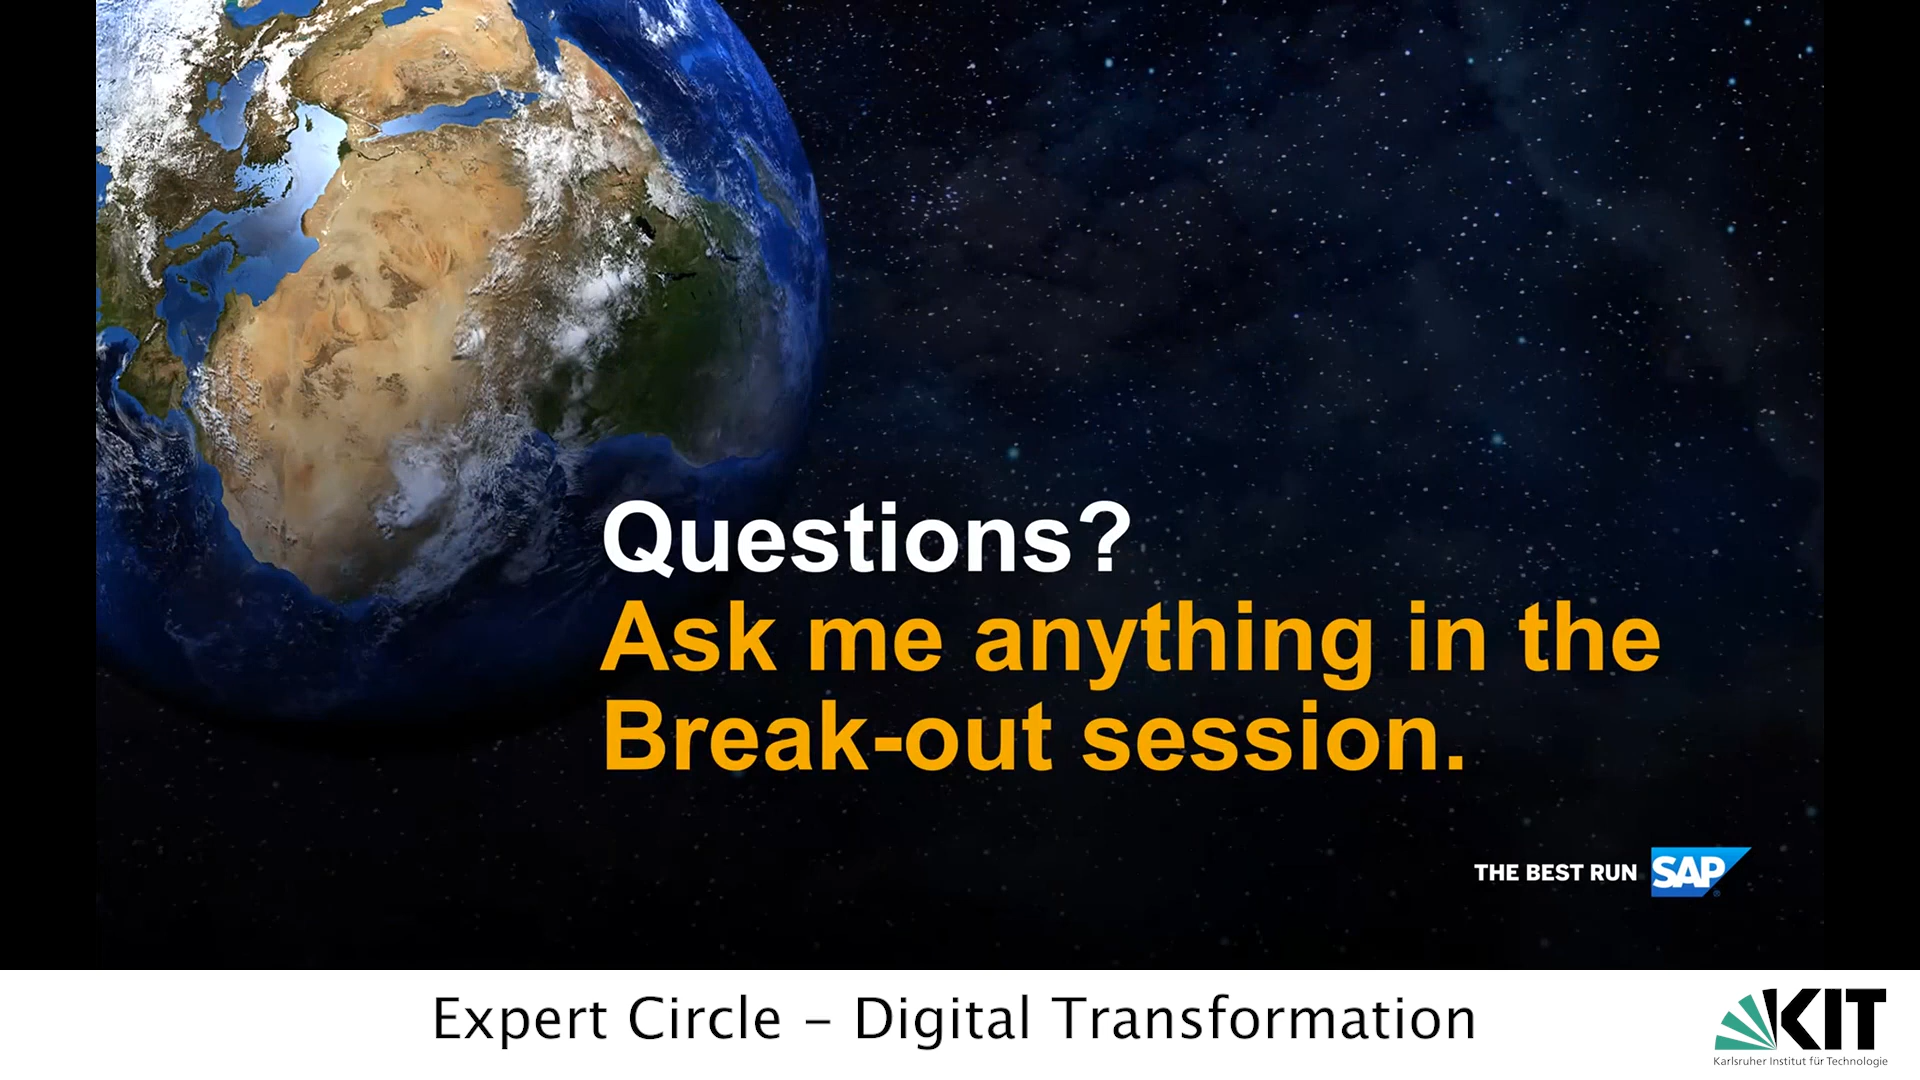 Questions?
Ask me anything in the
Break-out session.
THE BEST RUN SAP
Expert Circle – Digital Transformation
KIT
Karlsruher Institut für Technologie